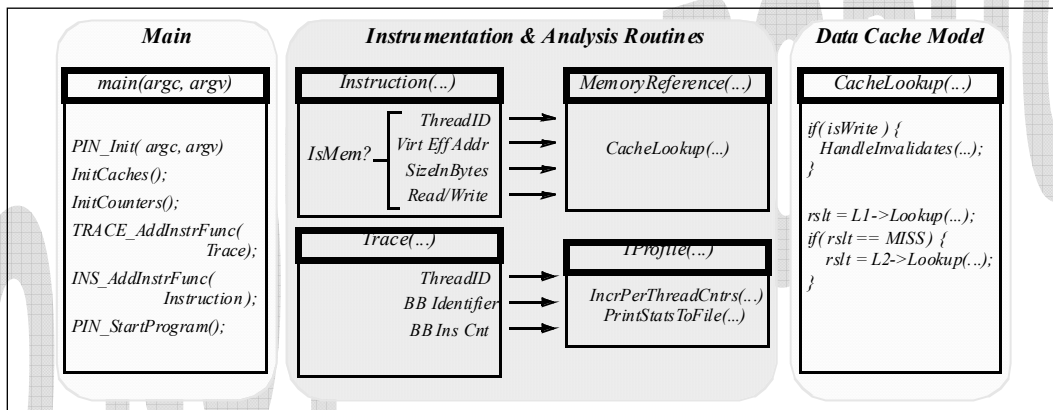 Main
main(argc, argv)
PIN_Init( argc, argv)
InitCaches();
InitCounters();
TRACE_AddInstrFunc(
Trace);
INS_AddInstrFunc(
Instruction );
PIN_StartProgram();
Instrumentation & Analysis Routines
Instruction(...)
IsMem?
ThreadID
Virt Eff Addr
SizeInBytes
Read/Write
MemoryReference(...)
CacheLookup(...)
Trace(...)
ThreadID
BB Identifier
BB Ins Cnt
IProfile(...)
IncrPerThreadCntrs(...)
PrintStatsToFile(...)
Data Cache Model
CacheLookup(...)
if( isWrite ) {
HandleInvalidates(...);
}
rslt = L1->Lookup(...);
if( rslt == MISS ) {
rslt = L2->Lookup(...);
}